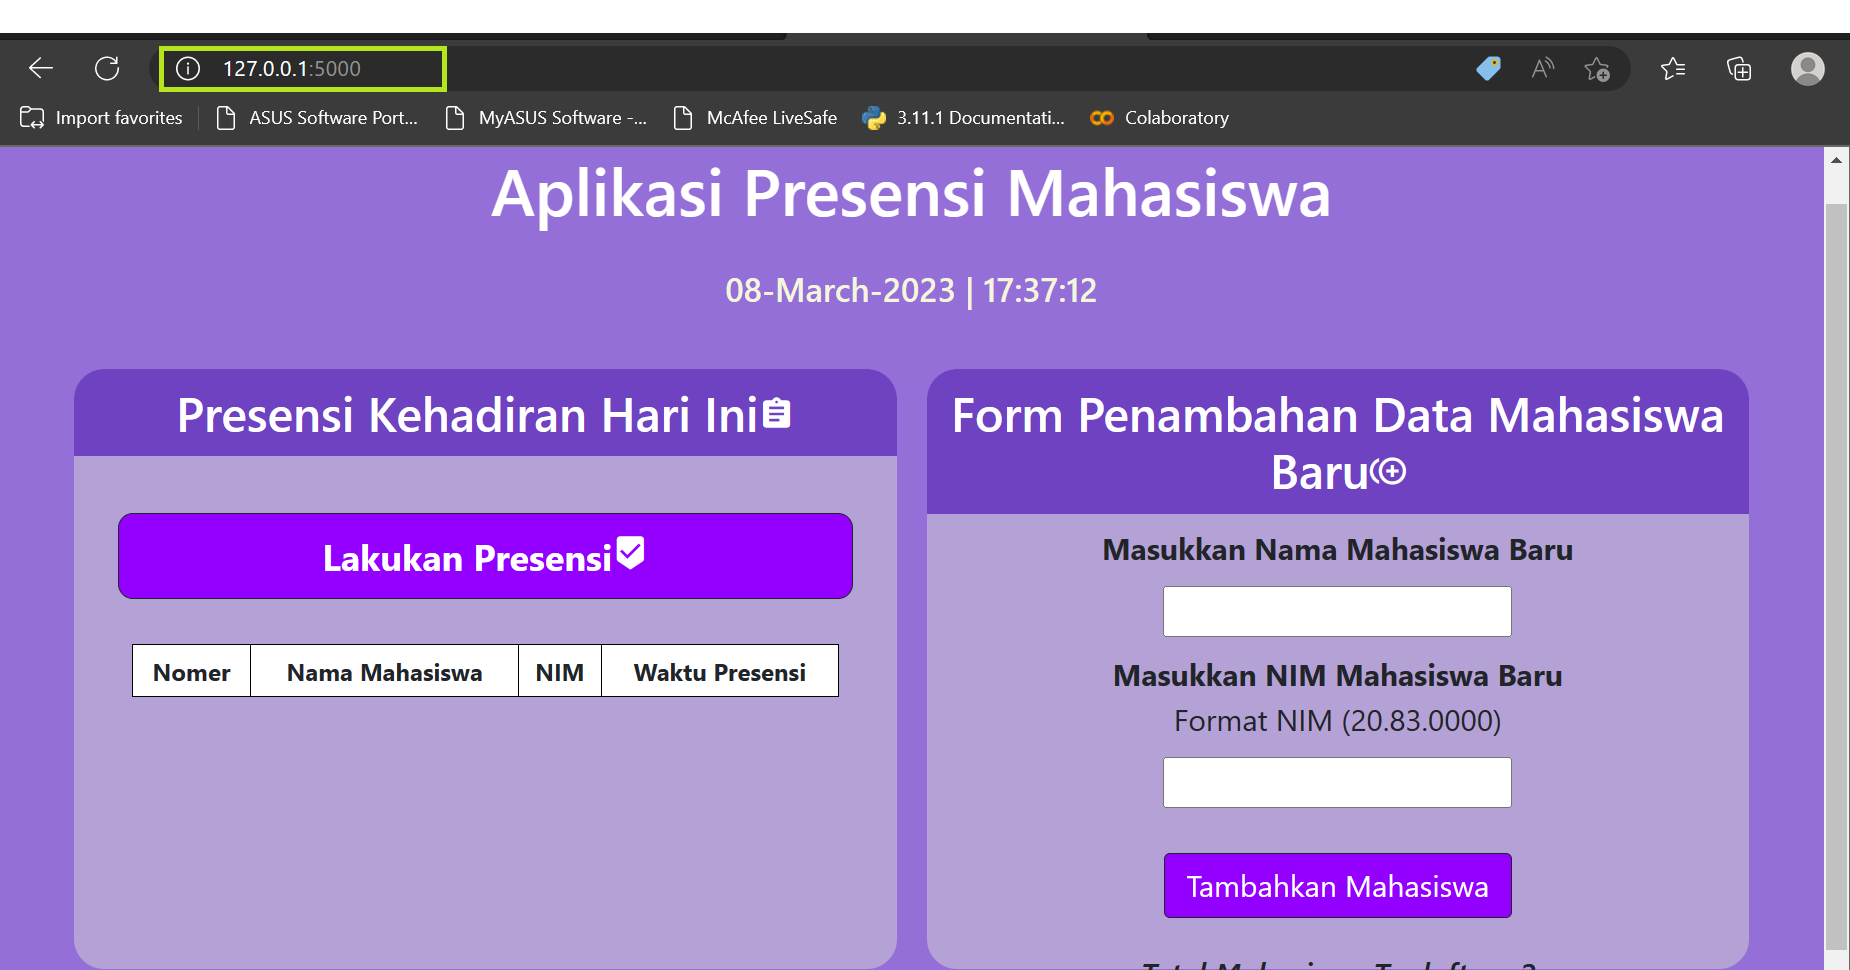 127.0.0.1:5000
Import favorites
ASUS Software Port...
MyASUS Software -...
McAfee LiveSafe
3.11.1 Documentati...
Colaboratory
Aplikasi Presensi Mahasiswa
08-March-2023 | 17:37:12
Presensi Kehadiran Hari Ini
Lakukan Presensi
Nomer Nama Mahasiswa NIM Waktu Presensi
Form Penambahan Data Mahasiswa
Baru
Masukkan Nama Mahasiswa Baru
Masukkan NIM Mahasiswa Baru
Format NIM (20.83.0000)
Tambahkan Mahasiswa